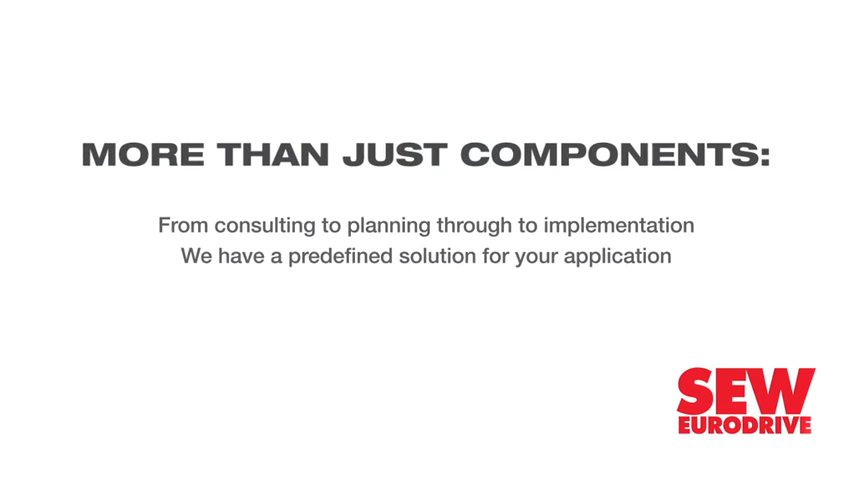 MORE THAN JUST COMPONENTS:
From consulting to planning through to implementation
We have a predefined solution for your application
SEW
EURODRIVE